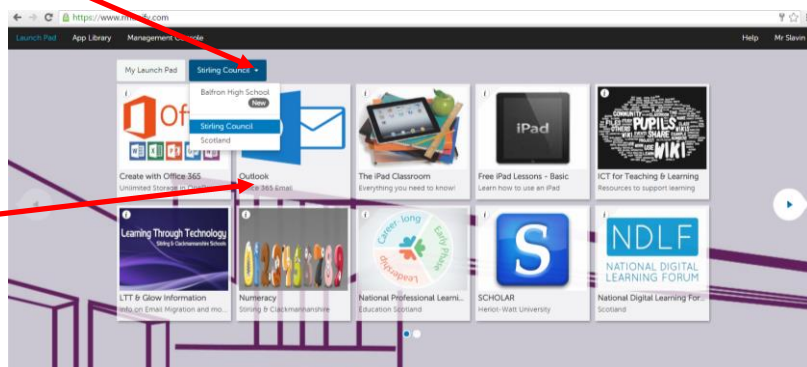 https://www.rmunify.com
Launch Pad App Library Management Console Help Mr Slavin
My Launch Pad Stirling Council
Balfron High School
New
Stirling Council
Scotland
Of
iPad
PUPILS
WIKI
Create with Office 365
Unlimited Storage in
Outlook
Office 365 Email
The iPad Classroom
Everything you need to know!
Free iPad Lessons - Basic
Learn how to use an iPad
ICT for Teaching & Learning
Resources to support learning
Learning Through Technology
Stirling & Clackmannanshire Schools
Career-long
Early Phase
Leadership
S
NDLF
NATIONAL DIGITAL
LEARNING FORUM
LTT & Glow Information
Info on Email Migration and mo...
Numeracy
Stirling & Clackmannanshire
National Professional Learni...
Education Scotland
SCHOLAR
Heriot-Watt University
National Digital Learning For...
Scotland